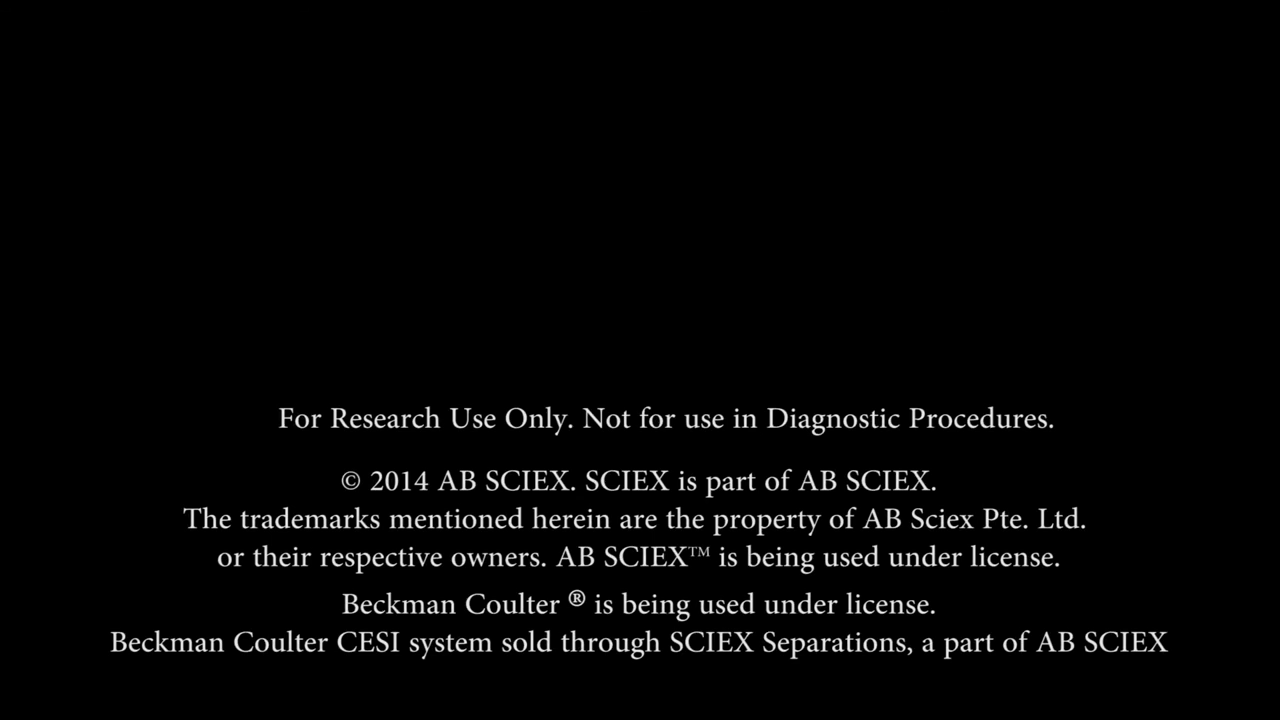 For Research Use Only. Not for use in Diagnostic Procedures.
© 2014 AB SCIEX. SCIEX is part of AB SCIEX.
The trademarks mentioned herein are the property of AB Sciex Pte. Ltd.
or their respective owners. AB SCIEX™ is being used under license.
Beckman Coulter ® is being used under license.
Beckman Coulter CESI system sold through SCIEX Separations, a part of AB SCIEX